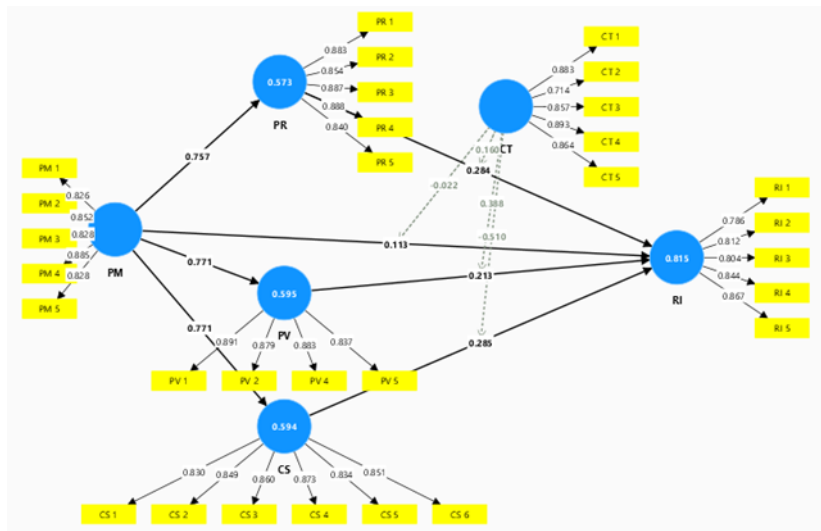 PR 1
0.883
PR 2
0.854
0.573
0.887
PR 3
0.888
PR
0.840
PR 4
PR 5
CT 1
0.883
CT 2
0.714
0.857
CT 3
0.893
CT 4
0.864
CT
CT 5
0.160
0.284
0.757
-0.022
0.388
-0.510
PM 1
0.826
PM 2
0.852
0.828
PM 3
0.885
PM 4
0.828
PM
PM 5
0.113
0.771
0.213
0.771
0.285
RI 1
0.786
RI 2
0.812
0.815
0.804
RI 3
0.844
RI
RI 4
0.867
RI 5
0.595
PV
0.891
0.879
0.883
0.837
PV 1
PV 2
PV 4
PV 5
0.594
CS
0.830
0.849
0.860
0.873
0.834
0.851
CS 1
CS 2
CS 3
CS 4
CS 5
CS 6